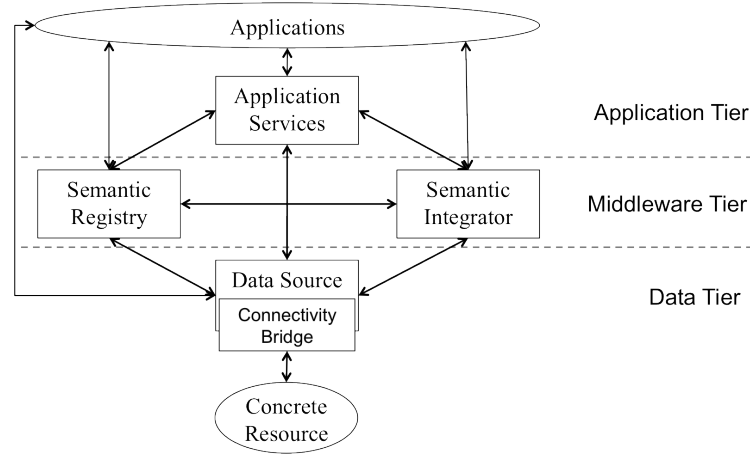 Applications
Application
Services
Application Tier
Semantic
Registry
Semantic
Integrator
Middleware Tier
Data Source
Data Tier
Connectivity
Bridge
Concrete
Resource